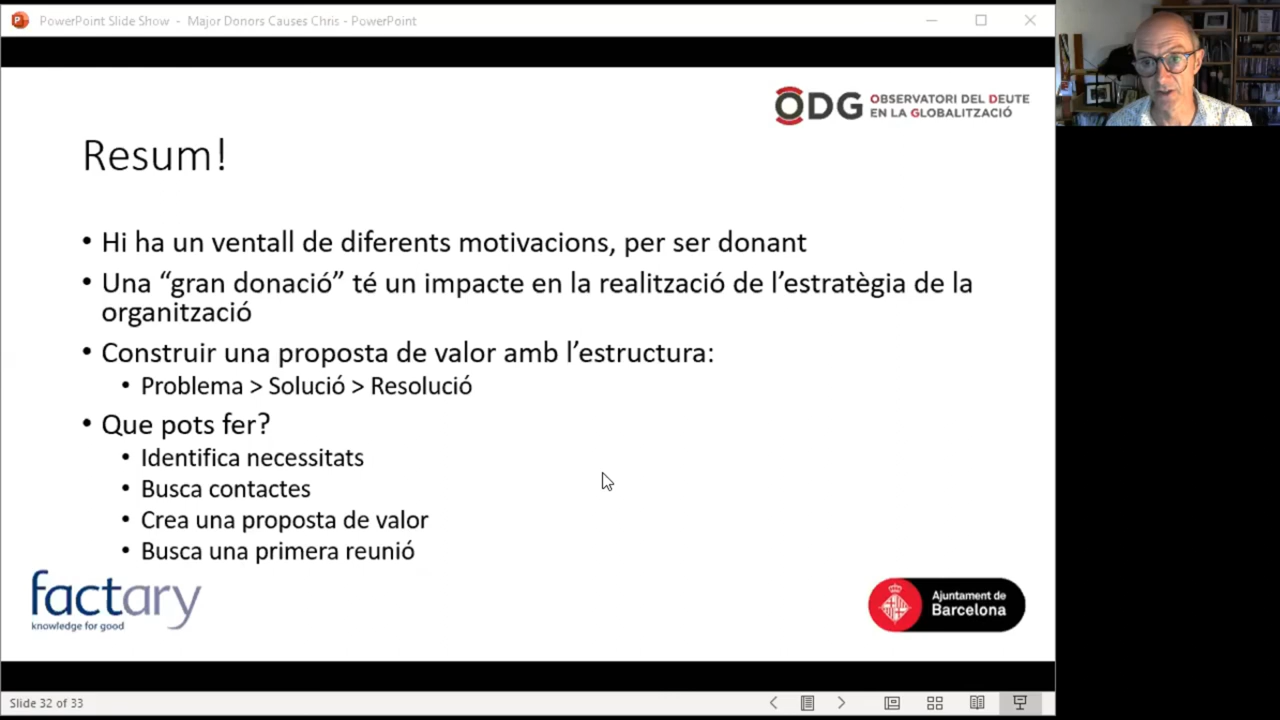 PowerPoint Slide Show - Major Donors Causes Chris - PowerPoint
ODG OBSERVATORI DEL DEUTE
EN LA GLOBALITZACIÓ
Resum!
• Hi ha un ventall de diferents motivacions, per ser donant
• Una “gran donació” té un impacte en la realització de l’estratègia de la
organització
• Construir una proposta de valor amb l’estructura:
• Problema > Solució > Resolució
• Que pots fer?
• Identifica necessitats
• Busca contactes
• Crea una proposta de valor
• Busca una primera reunió
factary
knowledge for good
Ajuntament de
Barcelona
Slide 32 of 33